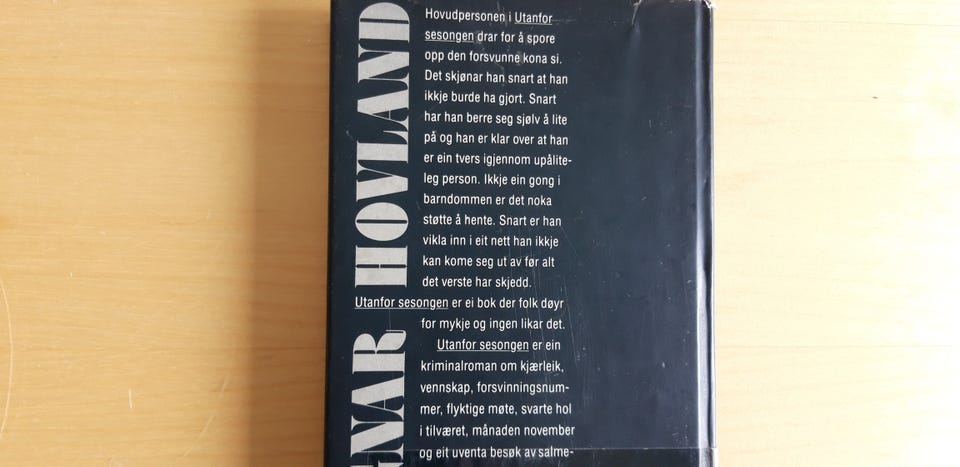 Hovudpersonen i Utanfor
sesongen drar for å spore
opp den forsvunne kona si.
Det skjønar han snart at han
ikkje burde ha gjort. Snart
har han berre seg sjølv å lite
på og han er klar over at han
er ein tvers igjennom upålite-
leg person. Ikkje ein gong i
barndommen er det noka
støtte å hente. Snart er han
vikla inn i eit nett han ikkje
kan kome seg ut av før alt
det verste har skjedd.
Utanfor sesongen er ei bok der folk døyr
for mykje og ingen likar det.
Utanfor sesongen er ein
kriminalroman om kjærleik,
vennskap, forsvinningsnum-
mer, flyktige møte, svarte hol
i tilværet, månaden november
og eit uventa besøk av salme-
GNAR HOVLAND